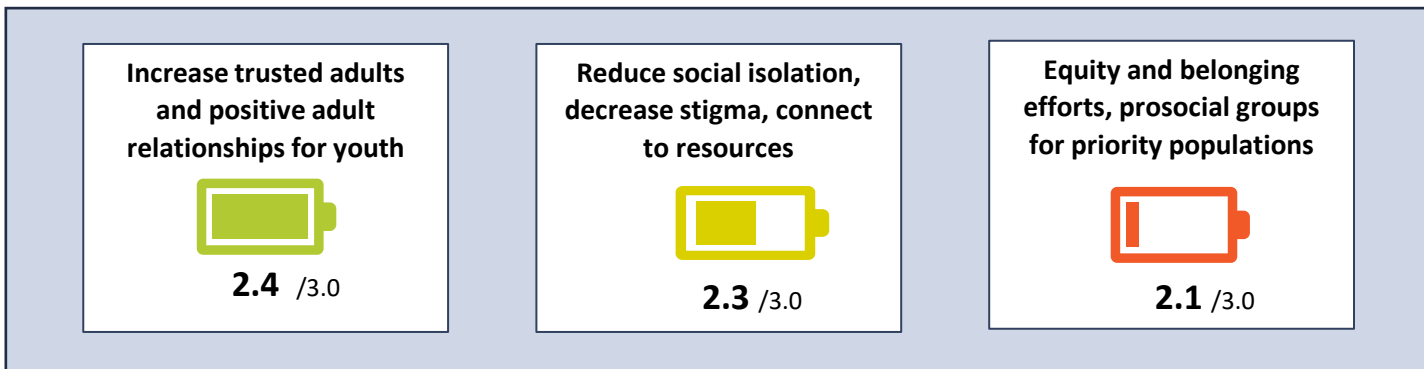 Increase trusted adults
and positive adult
relationships for youth
2.4 /3.0
Reduce social isolation,
decrease stigma, connect
to resources
2.3 /3.0
Equity and belonging
efforts, prosocial groups
for priority populations
2.1 /3.0